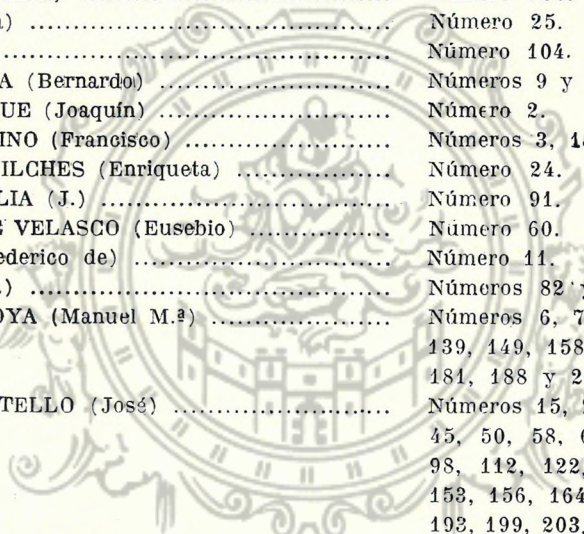 ) .................................. Número 25.
.................................. Número 104.
A (Bernardo) ...................... Números 9 y
UE (Joaquín) ...................... Número 2.
INO (Francisco) ................... Números 3,
ILCHES (Enriqueta) ................ Número 24.
LIA (J.) .......................... Número 91.
VELASCO (Eusebio) ................. Número 60.
ederico de) ....................... Número 11.
.) ................................ Números 82
OYA (Manuel M.ª) .................. Números 6, 7
139, 149, 158
181, 188 y 2
TELLO (José) ...................... Números 15,
45, 50, 58, 6
98, 112, 122,
153, 156, 164
193, 199, 203,